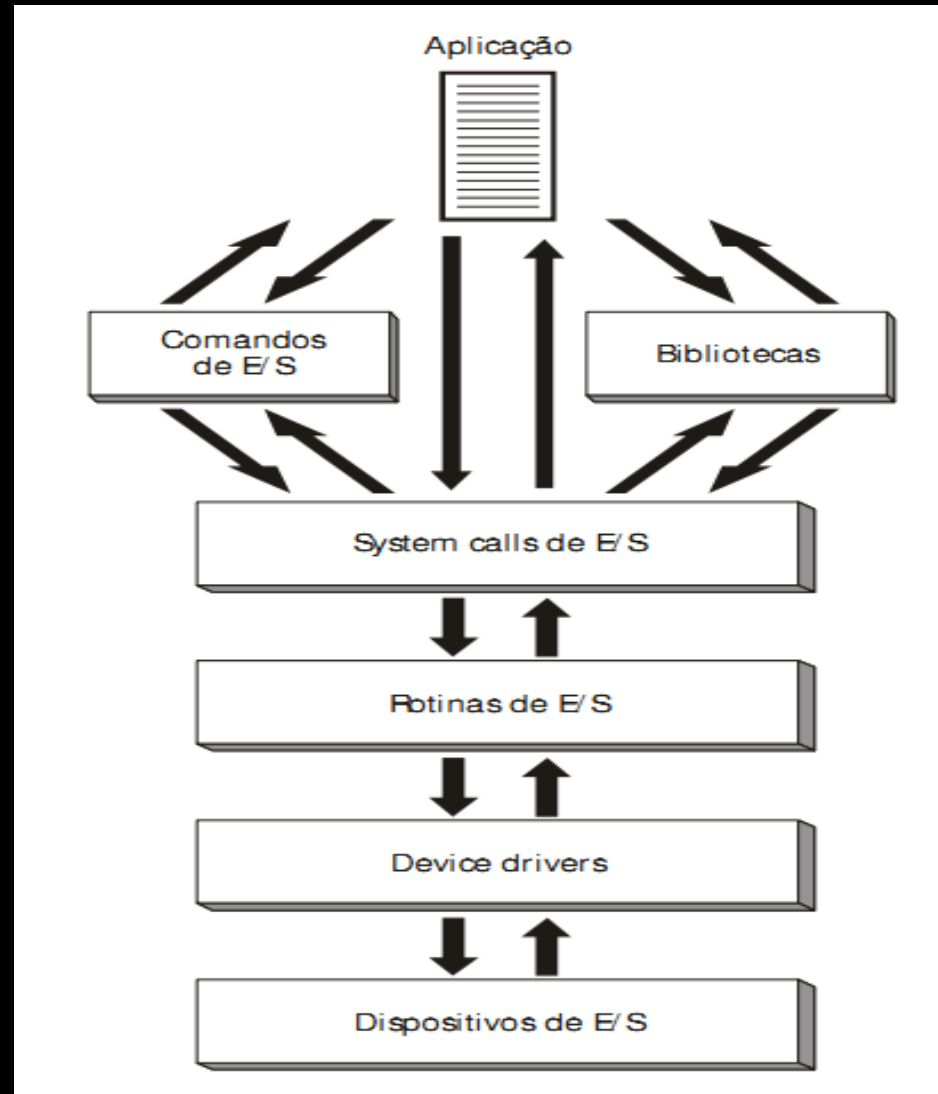 Aplicação
Comandos
de E/S
Bibliotecas
System calls de E/S
Rotinas de E/S
Device drivers
Dispositivos de E/S